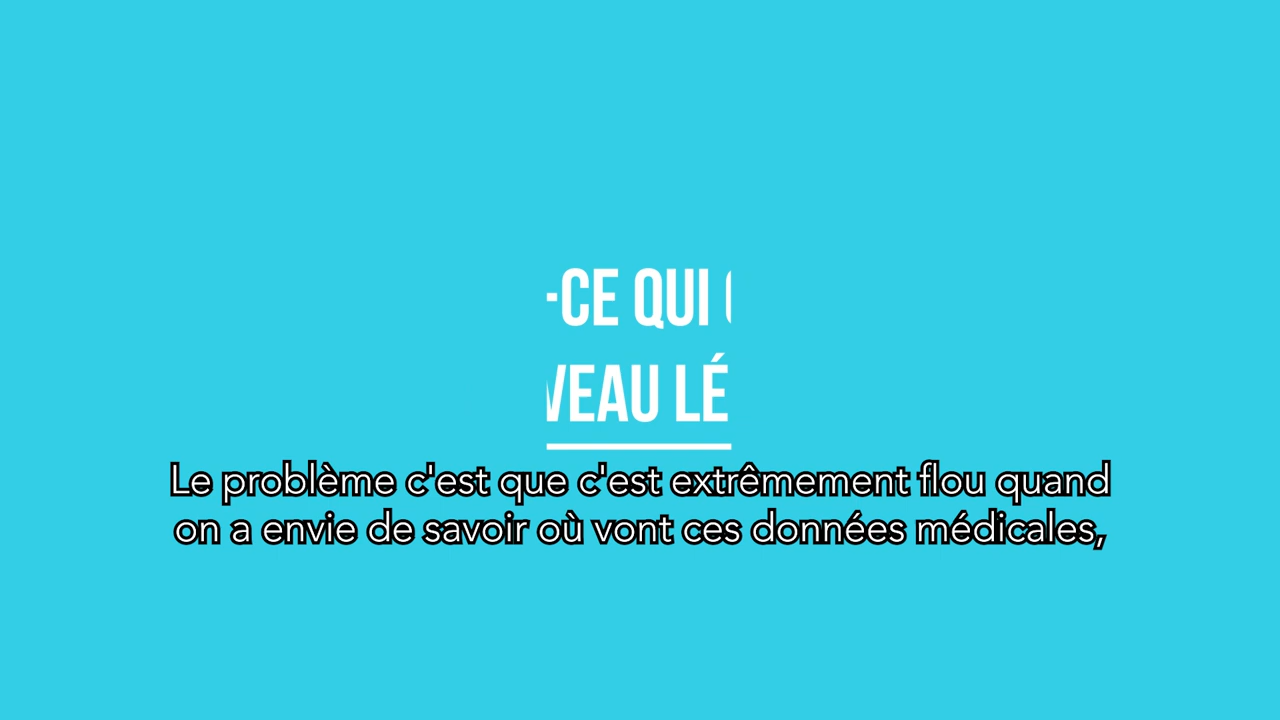 -CE QUI
VEAU LÉ
Le problème c'est que c'est extrêmement flou quand
on a envie de savoir où vont ces données médicales,